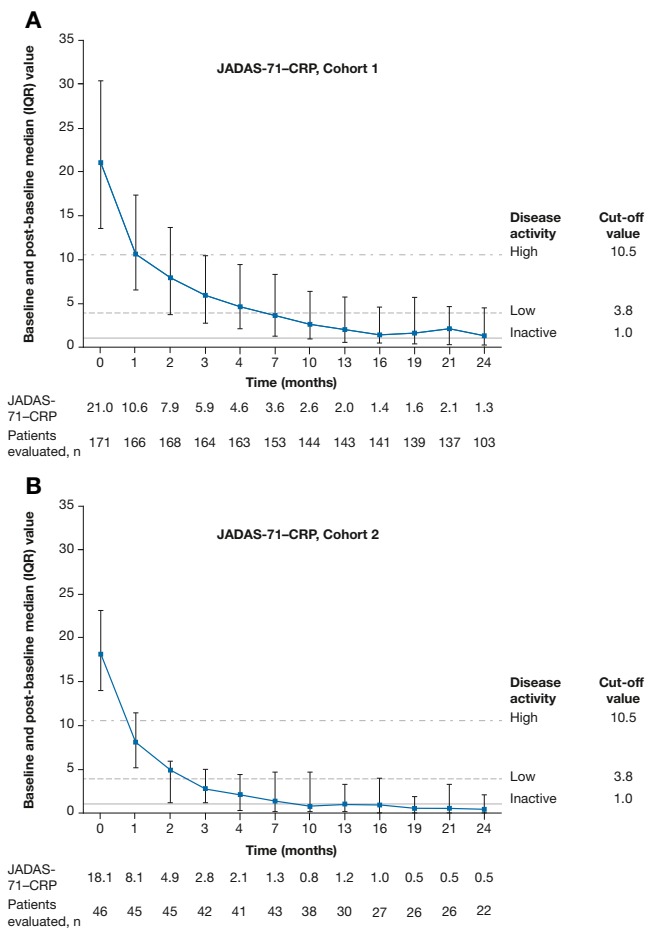 A
JADAS-71–CRP, Cohort 1
Baseline and post-baseline median (IQR) value
35
30
25
20
15
10
5
0
Disease activity Cut-off value
High 10.5
Low 3.8
Inactive 1.0
0 1 2 3 4 7 10 13 16 19 21 24
Time (months)
JADAS-
71–CRP 21.0 10.6 7.9 5.9 4.6 3.6 2.6 2.0 1.4 1.6 2.1 1.3
Patients
evaluated, n 171 166 168 164 163 153 144 143 141 139 137 103
B
JADAS-71–CRP, Cohort 2
Baseline and post-baseline median (IQR) value
35
30
25
20
15
10
5
0
Disease activity Cut-off value
High 10.5
Low 3.8
Inactive 1.0
0 1 2 3 4 7 10 13 16 19 21 24
Time (months)
JADAS-
71–CRP 18.1 8.1 4.9 2.8 2.1 1.3 0.8 1.2 1.0 0.5 0.5 0.5
Patients
evaluated, n 46 45 45 42 41 43 38 30 27 26 26 22